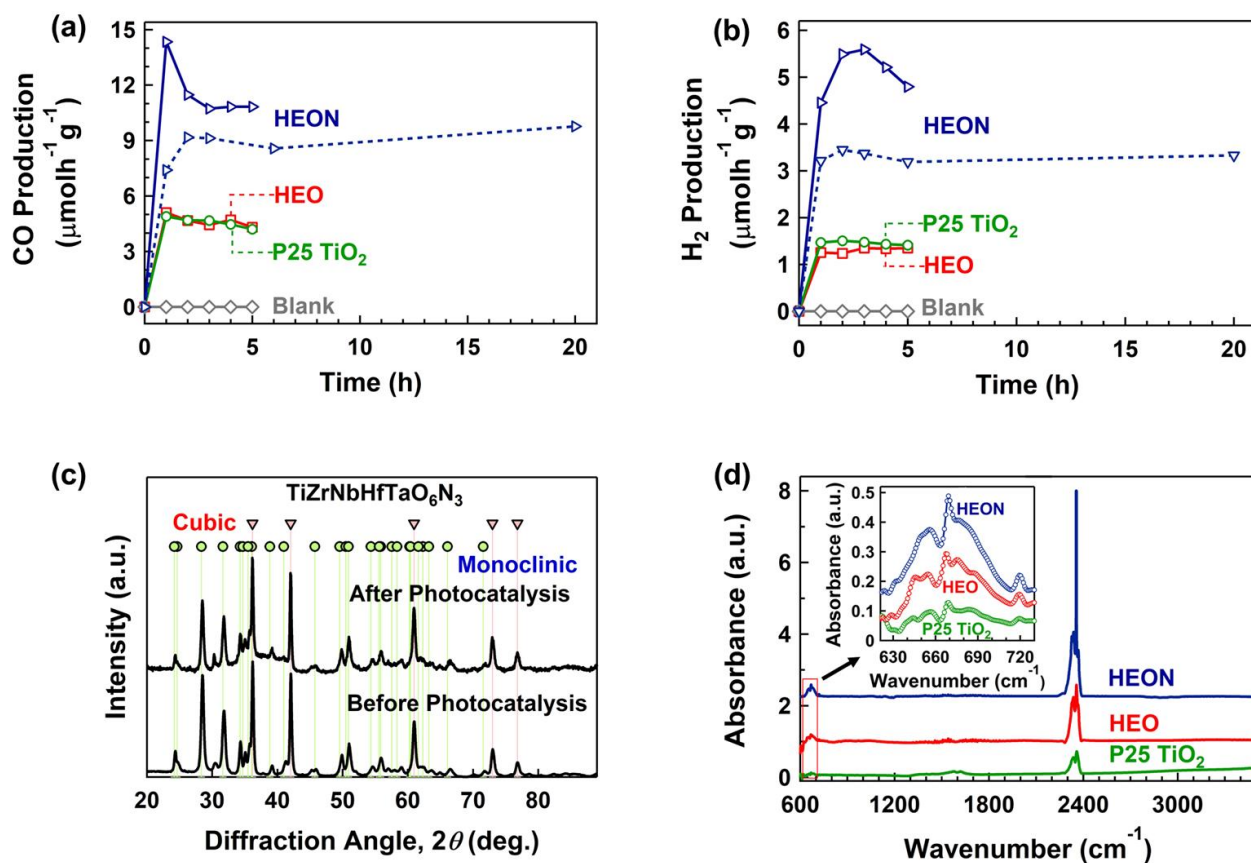 (a)
CO Production
(μmolh⁻¹ g⁻¹)
15
12
9
6
3
0
HEON
HEO
P25 TiO₂
Blank
0
5
10
15
20
Time (h)
(b)
H₂ Production
(μmolh⁻¹ g⁻¹)
6
5
4
3
2
1
0
HEON
P25 TiO₂
HEO
Blank
0
5
10
15
20
Time (h)
(c)
Intensity (a.u.)
TiZrNbHfTaO₆N₃
Cubic
Monoclinic
After Photocatalysis
Before Photocatalysis
20
30
40
50
60
70
80
Diffraction Angle, 2θ (deg.)
(d)
Absorbance (a.u.)
8
6
4
2
0
Absorbance (a.u.)
0.5
0.4
0.3
0.2
0.1
0
HEON
HEO
P25 TiO₂
630
660
690
720
Wavenumber (cm⁻¹)
HEON
HEO
P25 TiO₂
600
1200
1800
2400
3000
Wavenumber (cm⁻¹)